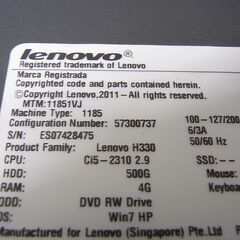 lenovo®
Registered trademark of Lenovo
Marca Registrada
Copyrighted code and parts contained herein.
Copyright © Lenovo,2011 - All Rights Reserved
MTM:11851VJ
Machine Type: 1185
Configuration Number: 57300737 100-127/200
S/N: ES07428475 6/3A
50/60 Hz
Product Family: Lenovo H330
CPU: Ci5-2310 2.9 SSD:--
HDD: 500G Mouse:
RAM: 4G Keyboard
DVD RW Drive
OS: Win7 HP
Manufactured for Lenovo (Singapore) Pte.